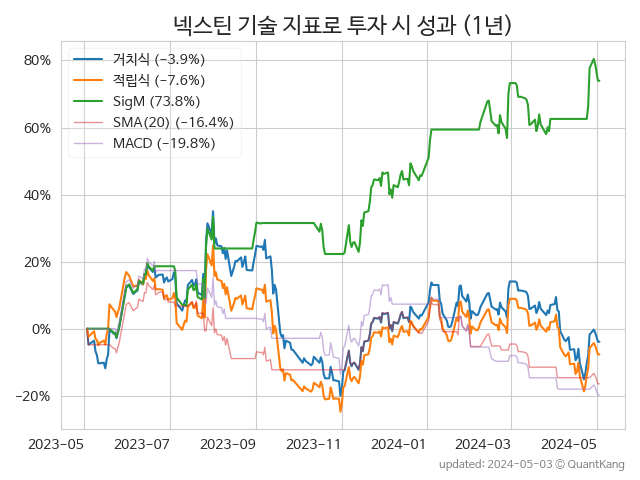 넥스틴 기술 지표로 투자 시 성과 (1년)
거치식 (−3.9%)
적립식 (−7.6%)
SigM (73.8%)
SMA(20) (−16.4%)
MACD (−19.8%)
80%
60%
40%
20%
0%
−20%
2023-05 2023-07 2023-09 2023-11 2024-01 2024-03 2024-05
updated: 2024-05-03 ⓒ QuantKang